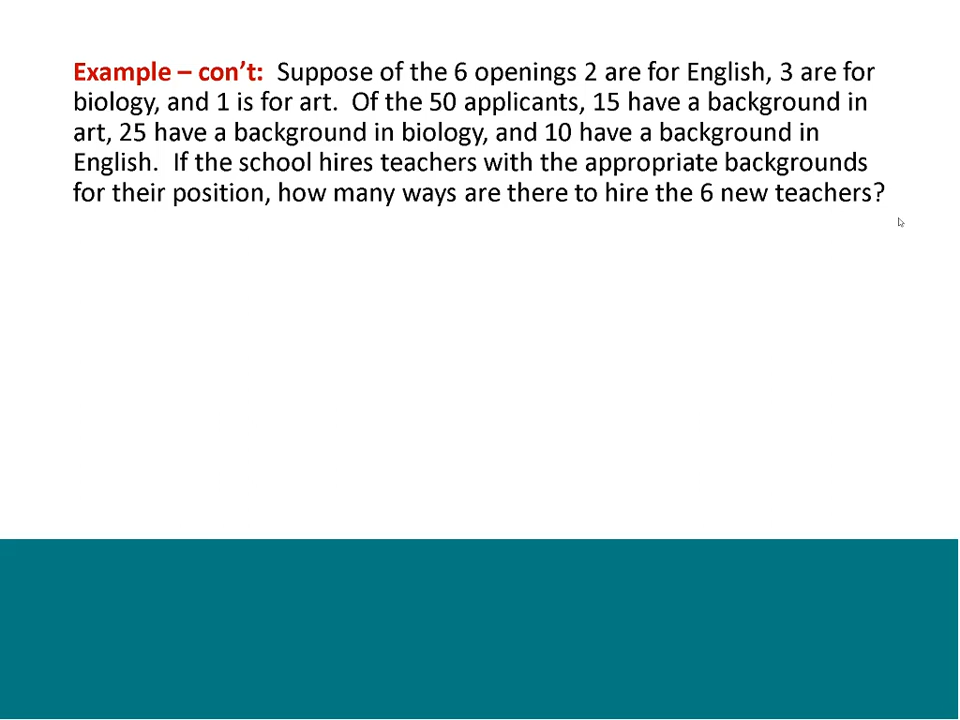 Example – con’t:  Suppose of the 6 openings 2 are for English, 3 are for
biology, and 1 is for art.  Of the 50 applicants, 15 have a background in
art, 25 have a background in biology, and 10 have a background in
English.  If the school hires teachers with the appropriate backgrounds
for their position, how many ways are there to hire the 6 new teachers?